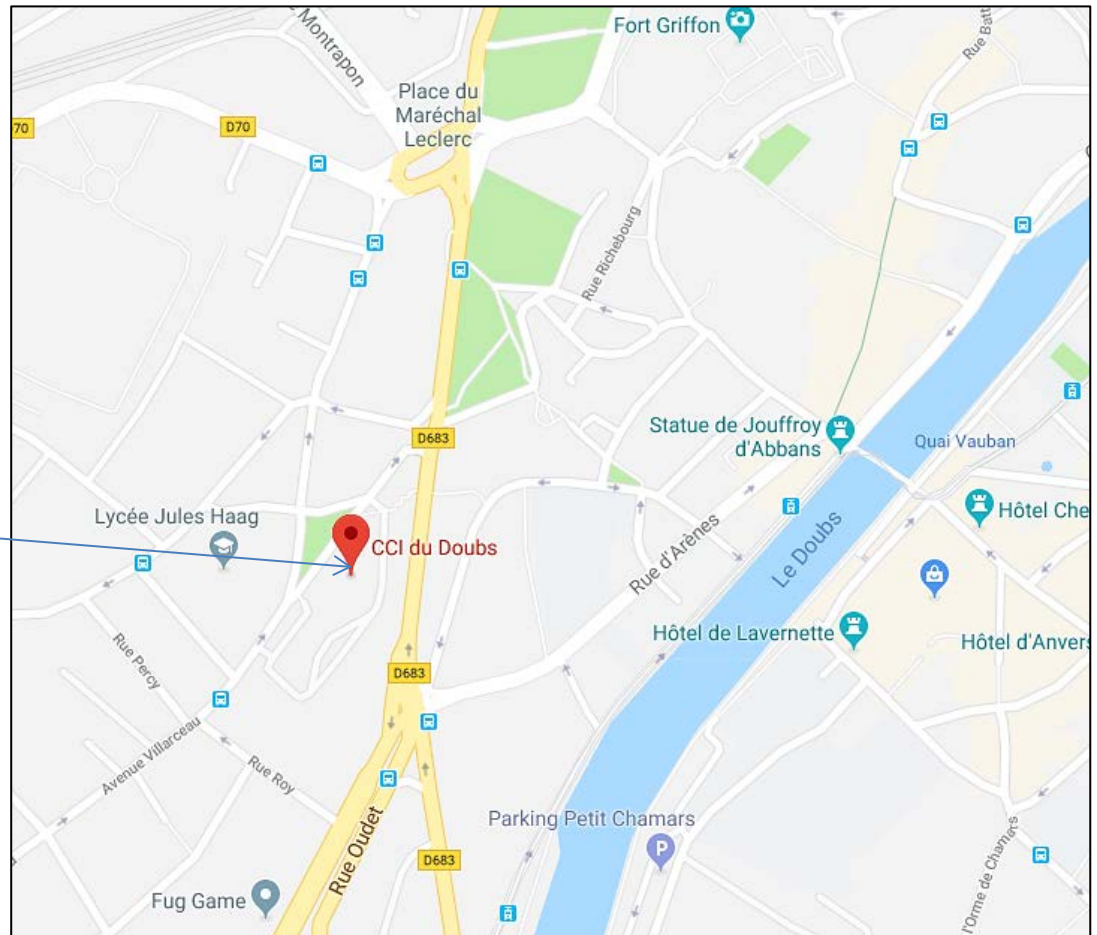 Fort Griffon
Rue Batt
Montrapon
Place du
Maréchal
Leclerc
70
D70
Rue Richebourg
D683
Statue de Jouffroy
d'Abbans
Quai Vauban
Lycée Jules Haag
CCI du Doubs
Hôtel Che
Rue d'Arènes
Le Doubs
Hôtel de Lavernette
Hôtel d'Anvers
Rue Percy
D683
Avenue Villarceau
Rue Roy
Parking Petit Chamars
P
Rue Oudet
D683
l'Orme de Chamars
Fug Game